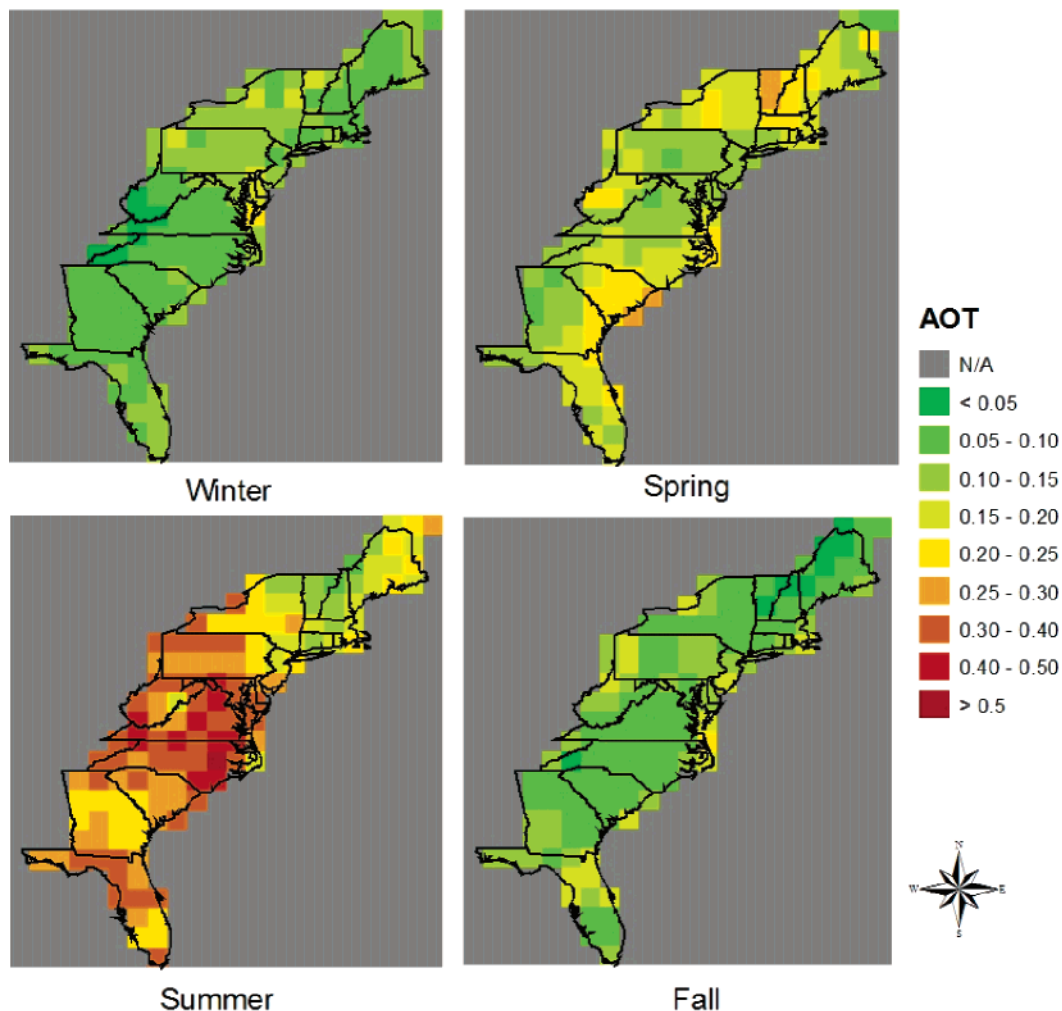 Winter
Spring
AOT
N/A
< 0.05
0.05 - 0.10
0.10 - 0.15
0.15 - 0.20
0.20 - 0.25
0.25 - 0.30
0.30 - 0.40
0.40 - 0.50
> 0.5
N
W
E
S
Summer
Fall